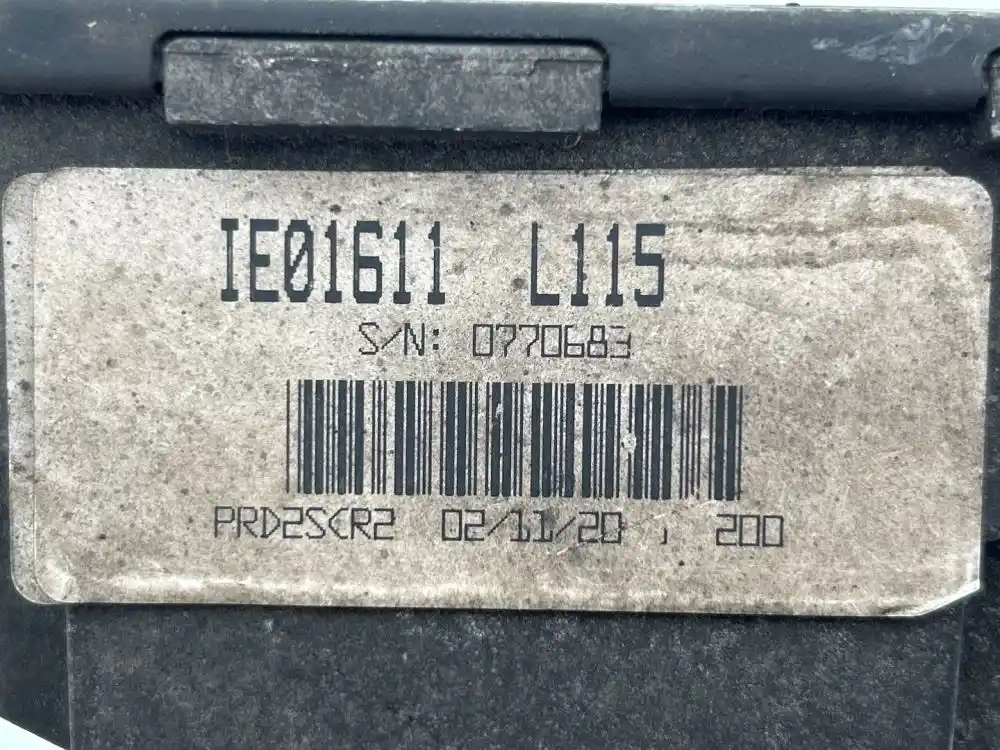 IE01611 L115
S/N: 0770683
PRD2SCR2 02/11/20 , 200